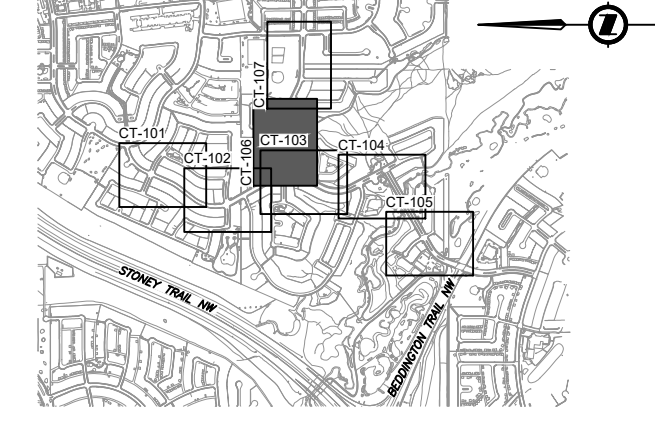 CT-107
CT-101
CT-102
CT-106
CT-103
CT-104
CT-105
STONEY TRAIL NW
BEDDINGTON TRAIL NW